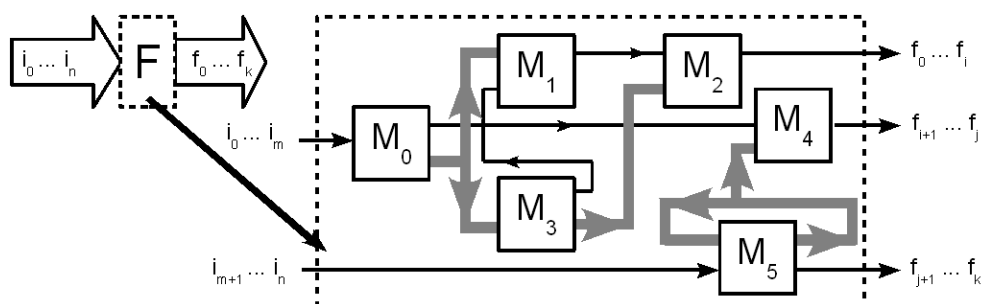 i₀ ... iₙ
F
f₀ ... fₖ
M₁
M₂
f₀ ... fᵢ
i₀ ... iₘ
M₀
M₄
fᵢ₊₁ ... fⱼ
M₃
iₘ₊₁ ... iₙ
M₅
fⱼ₊₁ ... fₖ